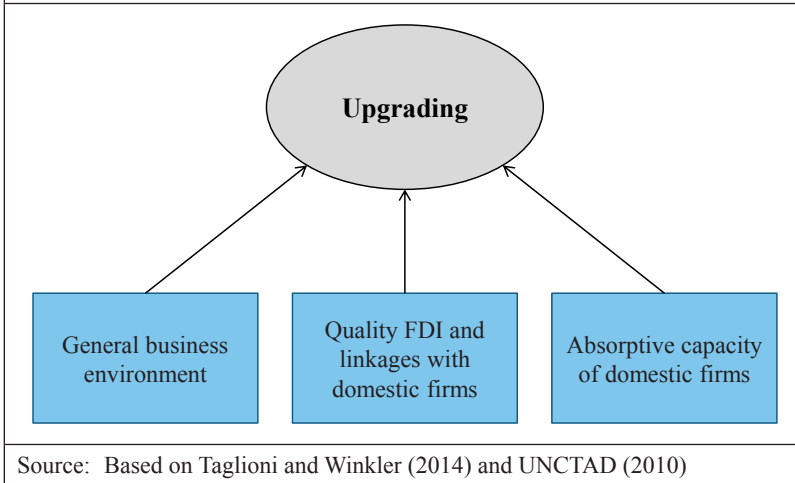 Upgrading
General business
environment
Quality FDI and
linkages with
domestic firms
Absorptive capacity
of domestic firms
Source: Based on Taglioni and Winkler (2014) and UNCTAD (2010)